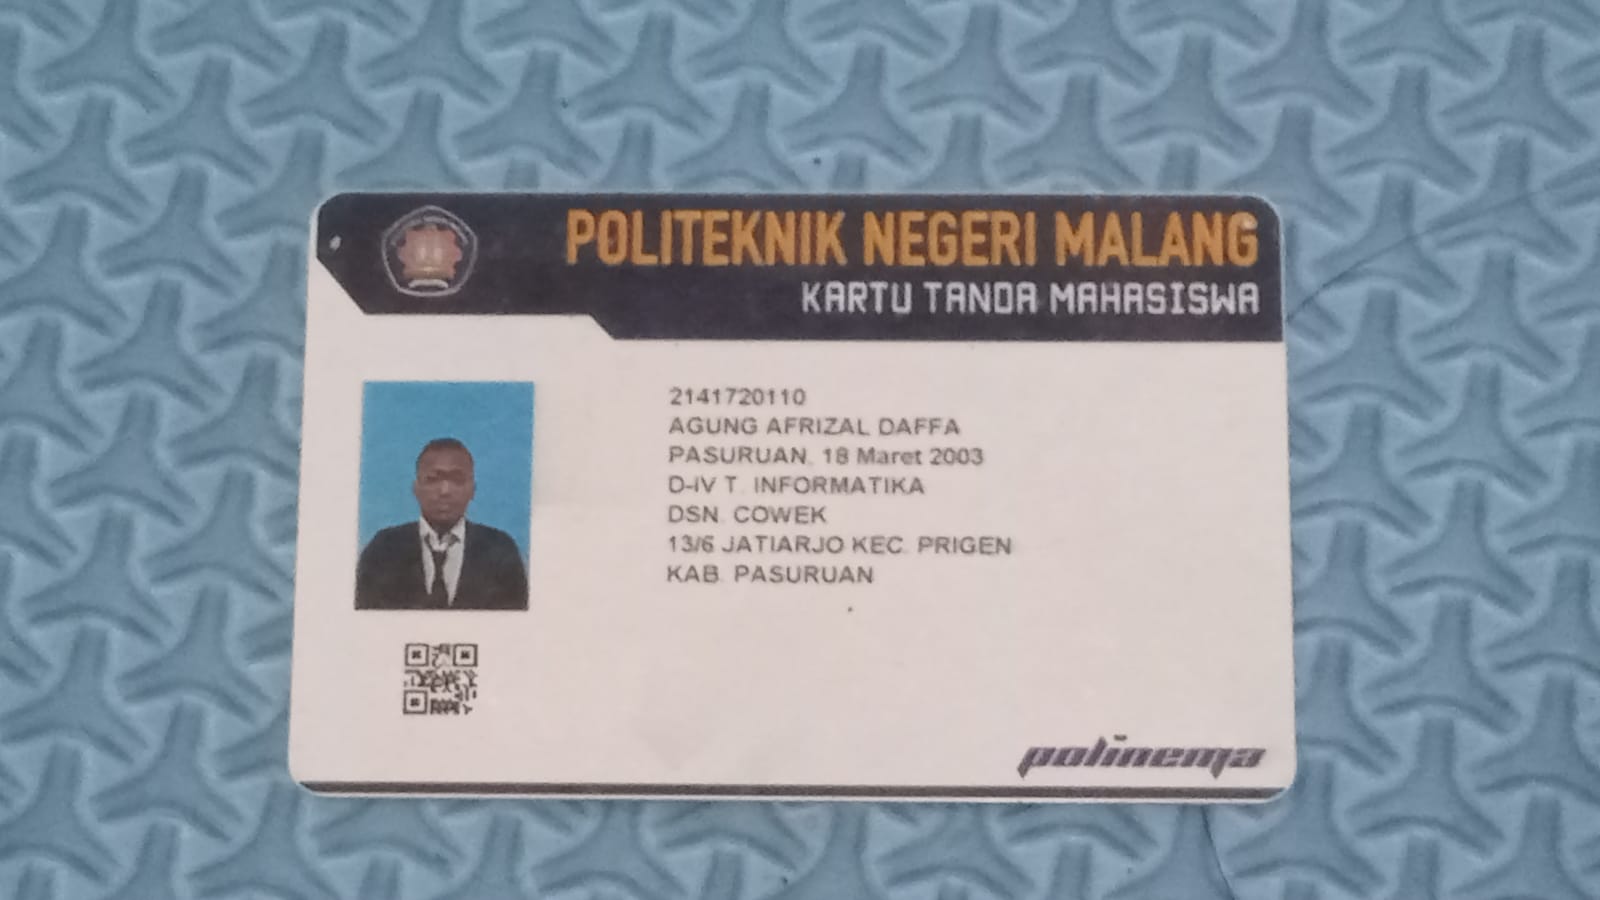 POLITEKNIK NEGERI MALANG
KARTU TANDA MAHASISWA
2141720110
AGUNG AFRIZAL DAFFA
PASURUAN, 18 Maret 2003
D-IV T. INFORMATIKA
DSN. COWEK
13/6 JATIARJO KEC. PRIGEN
KAB. PASURUAN
polinema